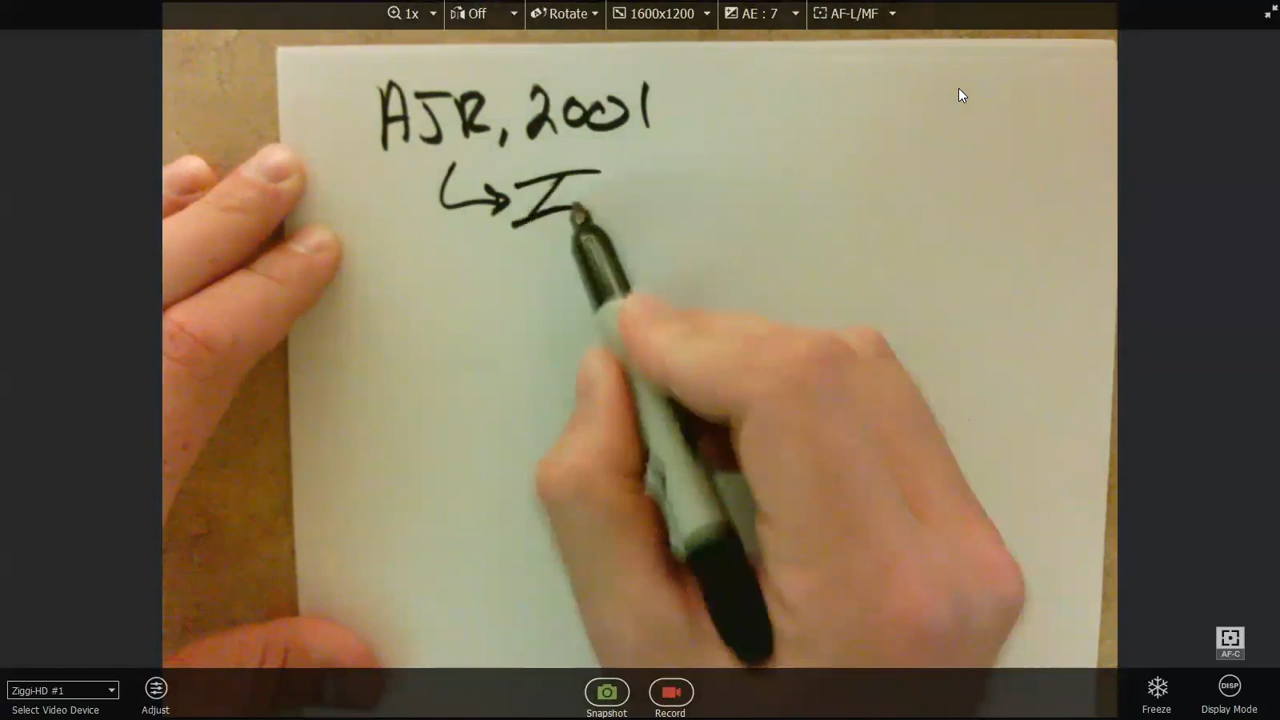 1x Off Rotate 1600x1200 AE : 7 AF-L/MF
AJR, 2001
↳ I
AF-C
Ziggi-HD #1
Select Video Device Adjust Snapshot Record Freeze DISP Display Mode